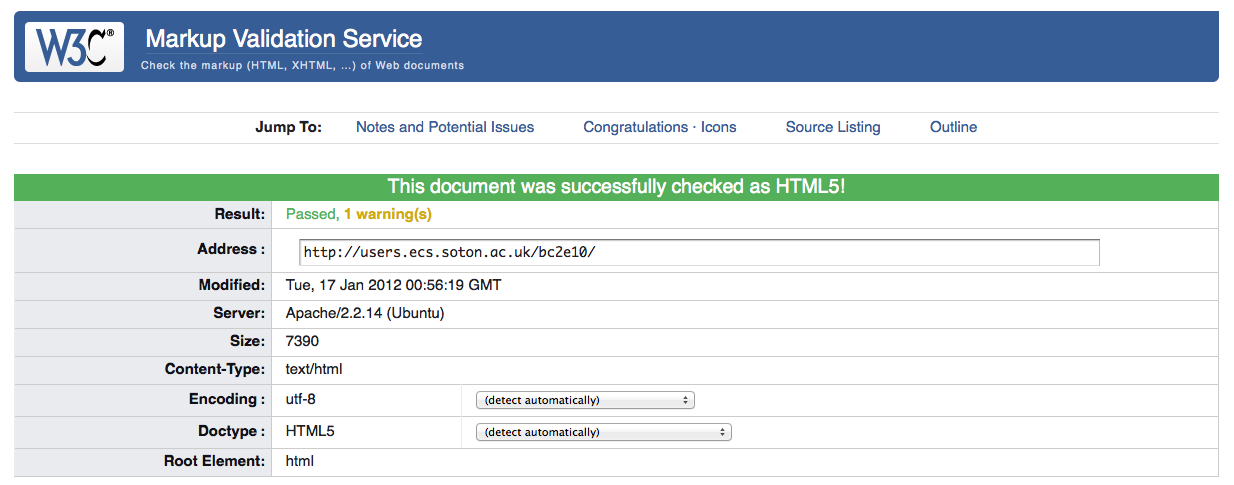 W3C® Markup Validation Service
Check the markup (HTML, XHTML, ...) of Web documents
Jump To: Notes and Potential Issues Congratulations · Icons Source Listing Outline
This document was successfully checked as HTML5!
Result: Passed, 1 warning(s)
Address : http://users.ecs.soton.ac.uk/bc2e10/
Modified: Tue, 17 Jan 2012 00:56:19 GMT
Server: Apache/2.2.14 (Ubuntu)
Size: 7390
Content-Type: text/html
Encoding : utf-8 (detect automatically)
Doctype : HTML5 (detect automatically)
Root Element: html